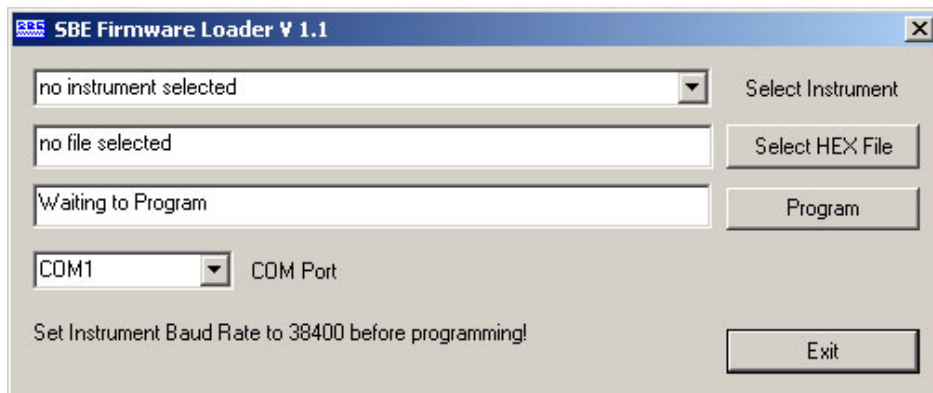 SBE SBE Firmware Loader V 1.1
no instrument selected Select Instrument
no file selected Select HEX File
Waiting to Program Program
COM1 COM Port
Set Instrument Baud Rate to 38400 before programming!
Exit